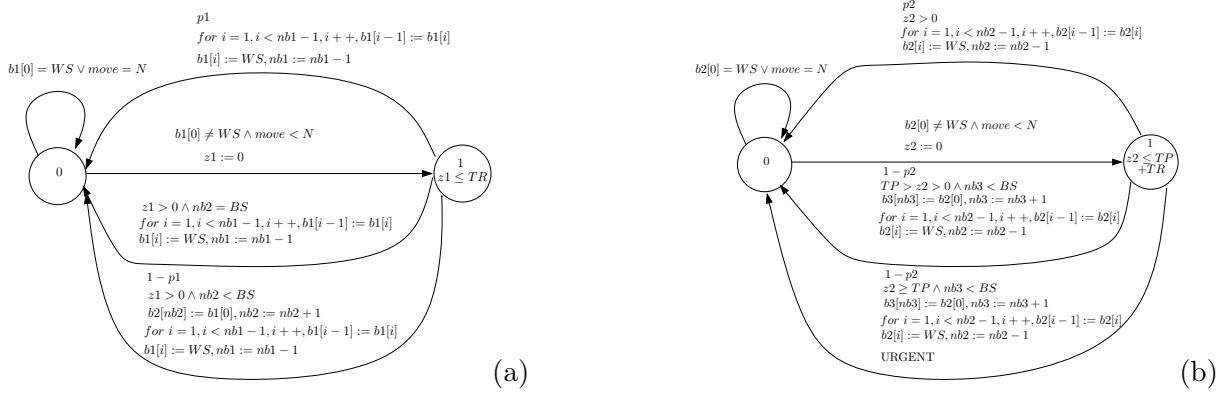 p1
for i = 1, i < nb1 − 1, i + +, b1[i − 1] := b1[i]
b1[i] := WS, nb1 := nb1 − 1
b1[0] = WS ∨ move = N
b1[0] ≠ WS ∧ move < N
z1 := 0
0
1
z1 ≤ TR
z1 > 0 ∧ nb2 = BS
for i = 1, i < nb1 − 1, i + +, b1[i − 1] := b1[i]
b1[i] := WS, nb1 := nb1 − 1
1 − p1
z1 > 0 ∧ nb2 < BS
b2[nb2] := b1[0], nb2 := nb2 + 1
for i = 1, i < nb1 − 1, i + +, b1[i − 1] := b1[i]
b1[i] := WS, nb1 := nb1 − 1
(a)
p2
z2 > 0
for i = 1, i < nb2 − 1, i + +, b2[i − 1] := b2[i]
b2[i] := WS, nb2 := nb2 − 1
b2[0] = WS ∨ move = N
b2[0] ≠ WS ∧ move < N
z2 := 0
0
1
z2 ≤ TP
+TR
1 − p2
TP > z2 > 0 ∧ nb3 < BS
b3[nb3] := b2[0], nb3 := nb3 + 1
for i = 1, i < nb2 − 1, i + +, b2[i − 1] := b2[i]
b2[i] := WS, nb2 := nb2 − 1
1 − p2
z2 ≥ TP ∧ nb3 < BS
b3[nb3] := b2[0], nb3 := nb3 + 1
for i = 1, i < nb2 − 1, i + +, b2[i − 1] := b2[i]
b2[i] := WS, nb2 := nb2 − 1
URGENT
(b)